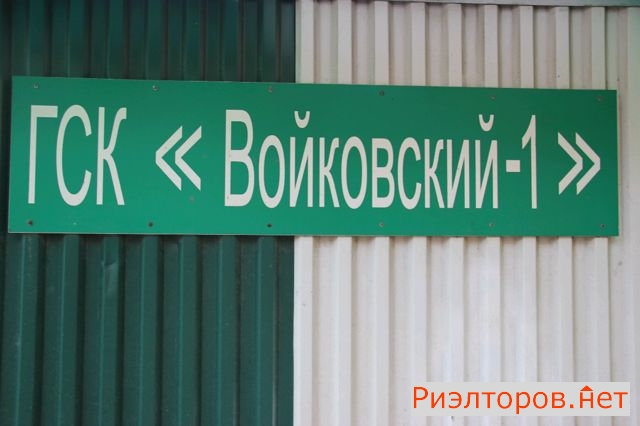 ГСК « Войковский-1 »
Риэлторов.нет